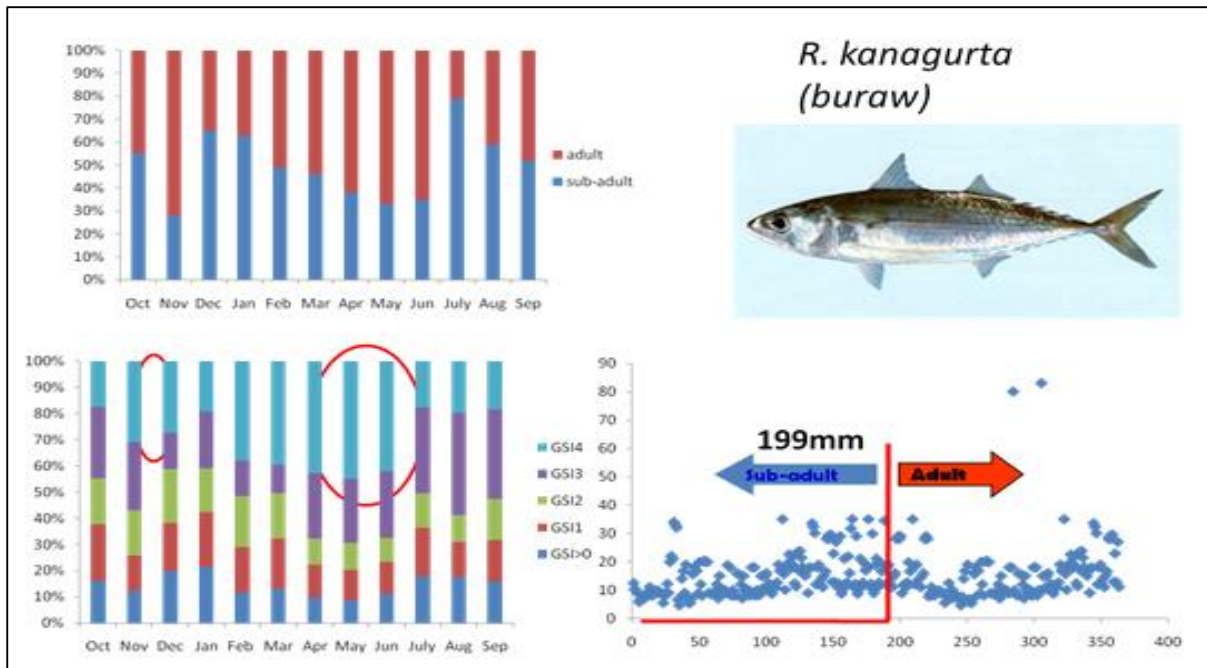 100%
90%
80%
70%
60%
50%
40%
30%
20%
10%
0%
Oct Nov Dec Jan Feb Mar Apr May Jun July Aug Sep
adult
sub-adult
R. kanagurta
(buraw)
100%
90%
80%
70%
60%
50%
40%
30%
20%
10%
0%
Oct Nov Dec Jan Feb Mar Apr May Jun July Aug Sep
GSI4
GSI3
GSI2
GSI1
GSI>0
90
80
70
60
50
40
30
20
10
0
199mm
Sub-adult Adult
0 50 100 150 200 250 300 350 400